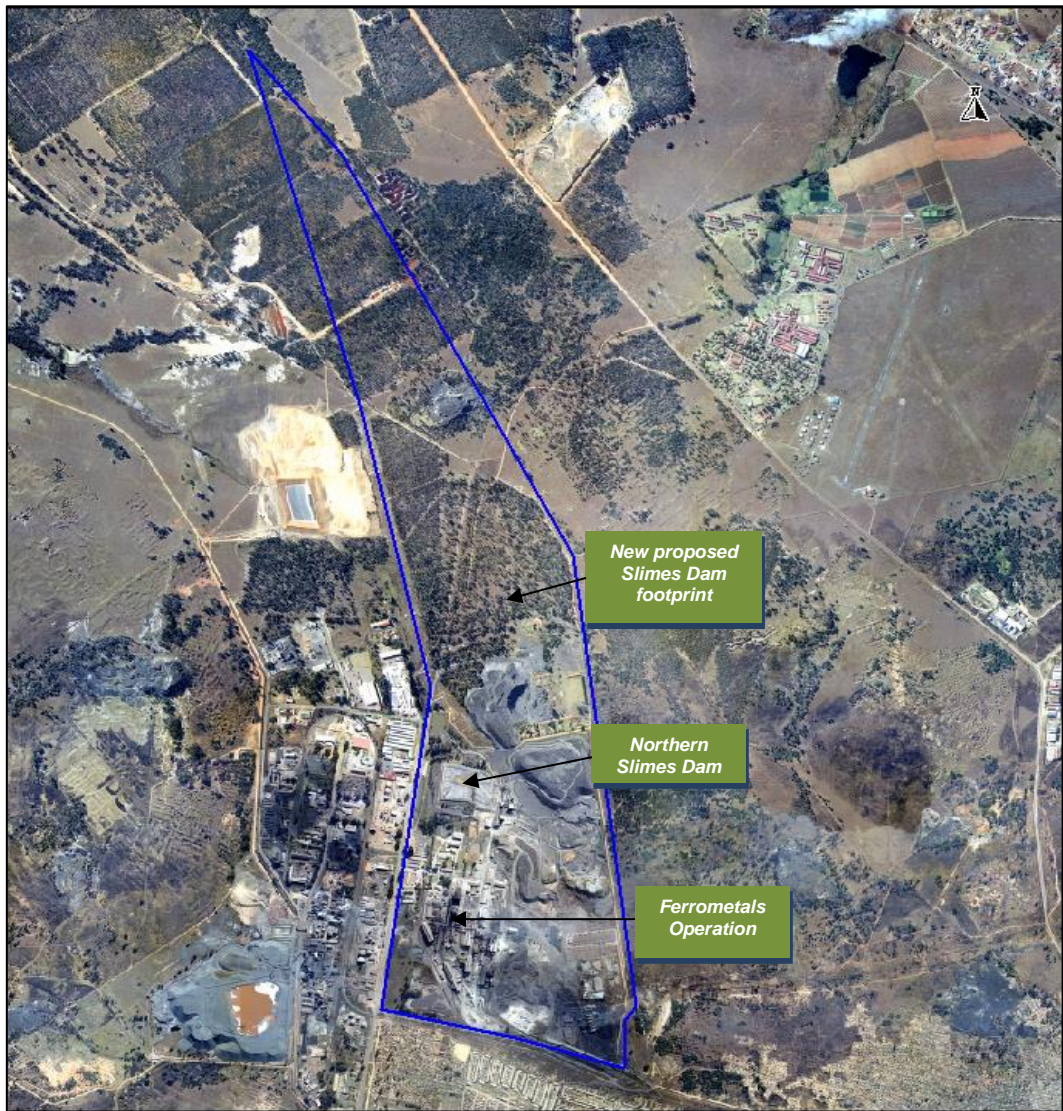 N
New proposed
Slimes Dam
footprint
Northern
Slimes Dam
Ferrometals
Operation